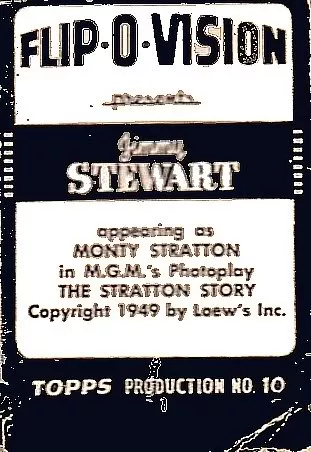 FLIP·O·VISION
presents
Jimmy
STEWART
appearing as
MONTY STRATTON
in M.G.M.'s Photoplay
THE STRATTON STORY
Copyright 1949 by Loew's Inc.
TOPPS PRODUCTION NO. 10